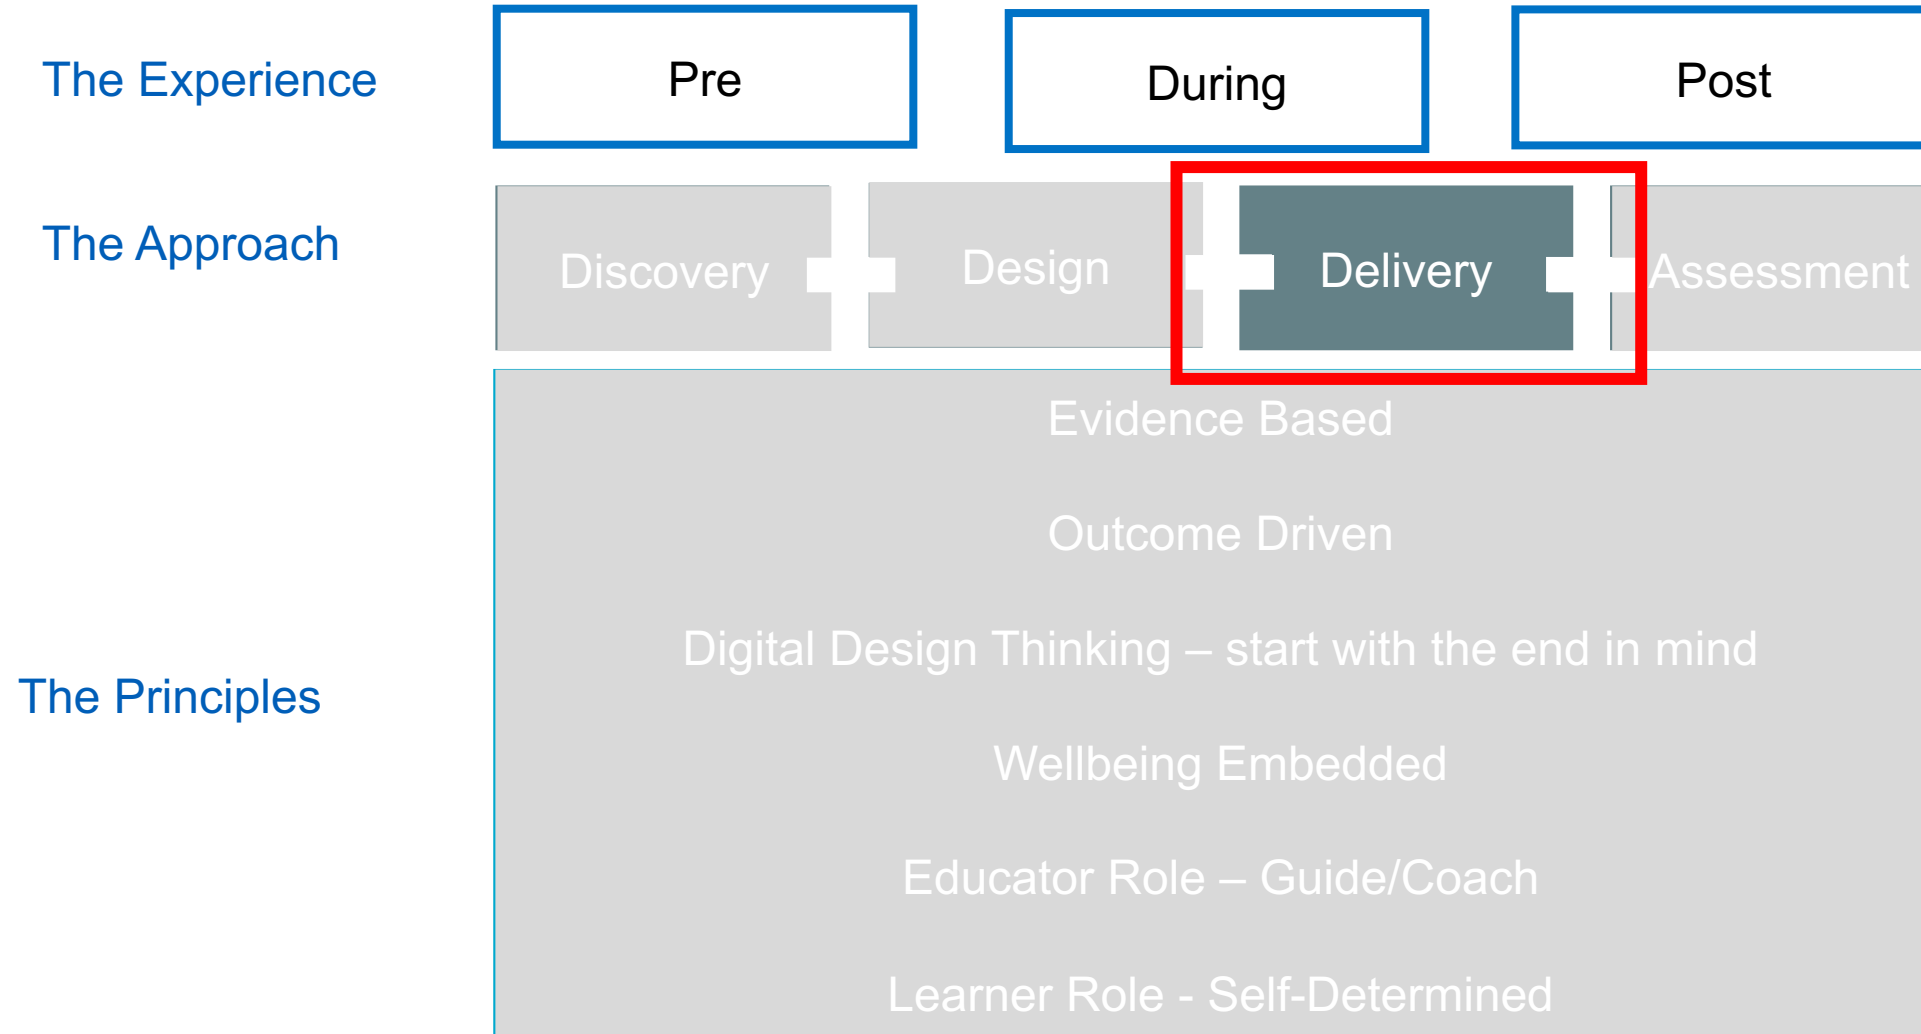 The Experience
Pre
During
Post
The Approach
Discovery
Design
Delivery
Assessment
The Principles
Evidence Based
Outcome Driven
Digital Design Thinking – start with the end in mind
Wellbeing Embedded
Educator Role – Guide/Coach
Learner Role - Self-Determined